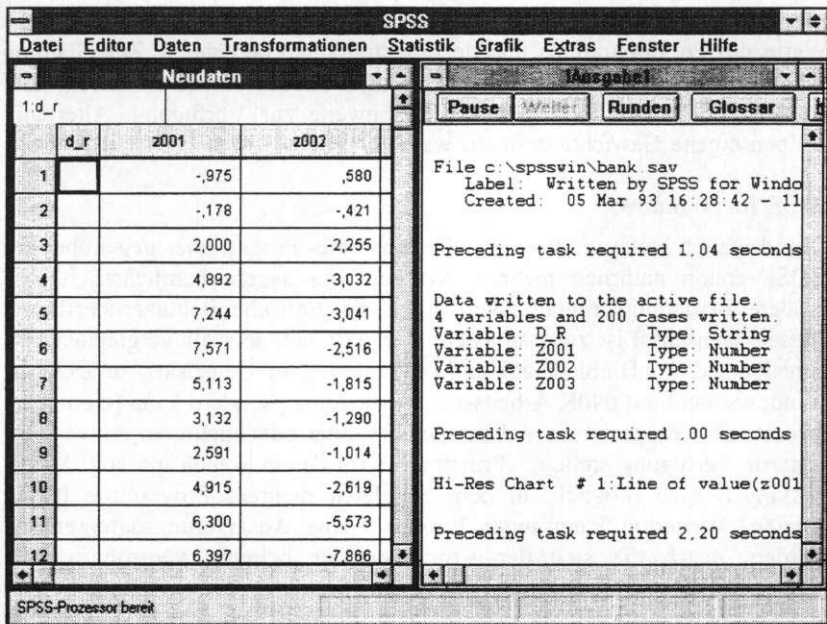 SPSS
Datei Editor Daten Transformationen Statistik Grafik Extras Fenster Hilfe
Neudaten
1:d_r
d_r z001 z002
1 -,975 ,580
2 -,178 -,421
3 2,000 -2,255
4 4,892 -3,032
5 7,244 -3,041
6 7,571 -2,516
7 5,113 -1,815
8 3,138 -1,290
9 2,591 -1,014
10 4,915 -2,619
11 6,300 -5,573
12 6,397 -7,866
!Ausgabe1
Pause Weiter Runden Glossar
File c:\spsswin\bank.sav
Label: Written by SPSS for Windo
Created: 05 Mar 93 16:28:42 - 11
Preceding task required 1.04 seconds
Data written to the active file
4 variables and 200 cases written
Variable: D_R Type: String
Variable: Z001 Type: Number
Variable: Z002 Type: Number
Variable: Z003 Type: Number
Preceding task required .00 seconds
Hi-Res Chart # 1:Line of value(z001
Preceding task required 2.20 seconds
SPSS-Prozessor bereit